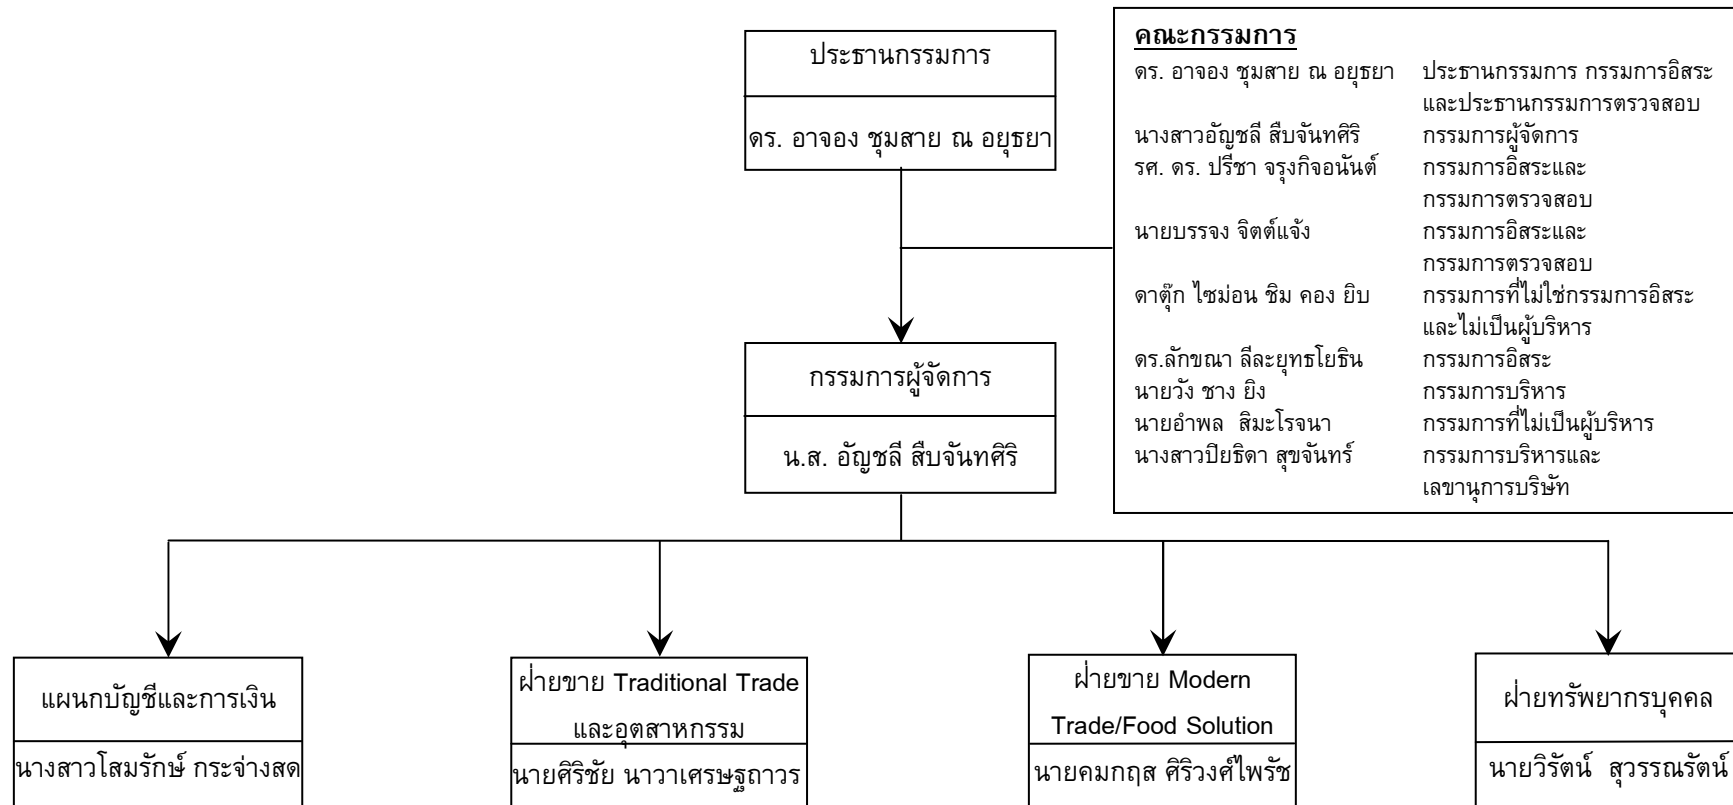 ประธานกรรมการ
ดร. อาจอง ชุมสาย ณ อยุธยา
คณะกรรมการ
ดร. อาจอง ชุมสาย ณ อยุธยา ประธานกรรมการ กรรมการอิสระ
และประธานกรรมการตรวจสอบ
นางสาวอัญชลี สืบจันทศิริ กรรมการผู้จัดการ
รศ. ดร. ปรีชา จรุงกิจอนันต์ กรรมการอิสระและ
กรรมการตรวจสอบ
นายบรรจง จิตต์แจ้ง กรรมการอิสระและ
กรรมการตรวจสอบ
ดาตุ๊ก ไซม่อน ชิม คอง ยิบ กรรมการที่ไม่ใช่กรรมการอิสระ
และไม่เป็นผู้บริหาร
ดร.ลักขณา ลีละยุทธโยธิน กรรมการอิสระ
นายวัง ชาง ยิง กรรมการบริหาร
นายอำพล สิมะโรจนา กรรมการที่ไม่เป็นผู้บริหาร
นางสาวปิยธิดา สุขจันทร์ กรรมการบริหารและ
เลขานุการบริษัท
กรรมการผู้จัดการ
น.ส. อัญชลี สืบจันทศิริ
แผนกบัญชีและการเงิน
นางสาวโสมรักษ์ กระจ่างสด
ฝ่ายขาย Traditional Trade
และอุตสาหกรรม
นายศิริชัย นาวาเศรษฐถาวร
ฝ่ายขาย Modern
Trade/Food Solution
นายคมกฤส ศิริวงศ์ไพรัช
ฝ่ายทรัพยากรบุคคล
นายวิรัตน์ สุวรรณรัตน์